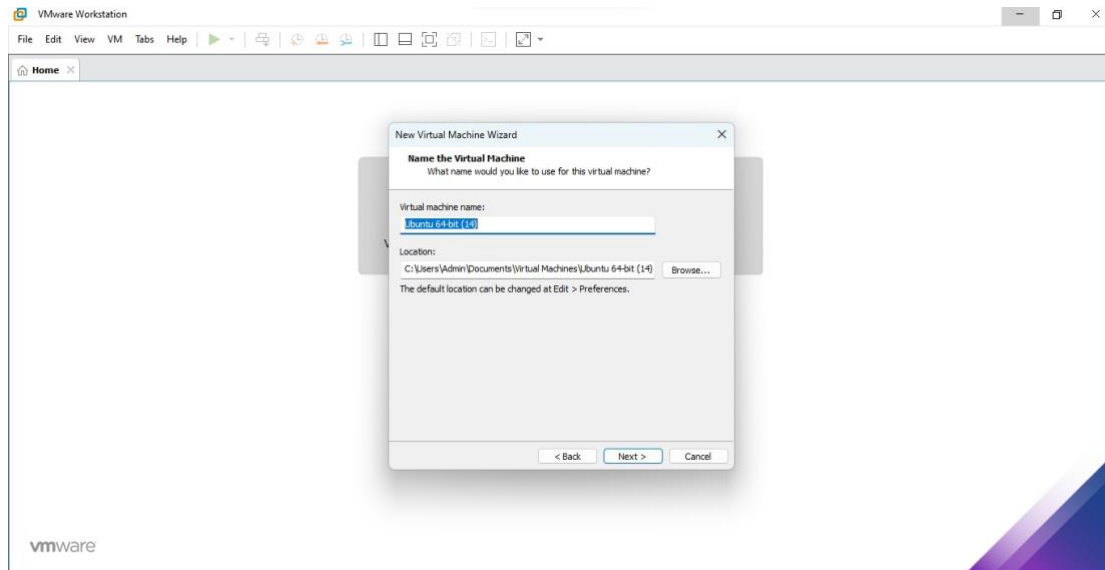 VMware Workstation
File Edit View VM Tabs Help
Home
New Virtual Machine Wizard
Name the Virtual Machine
What name would you like to use for this virtual machine?
Virtual machine name:
Ubuntu 64-bit (14)
Location:
C:\Users\Admin\Documents\Virtual Machines\Ubuntu 64-bit (14) Browse...
The default location can be changed at Edit > Preferences.
< Back Next > Cancel
vmware